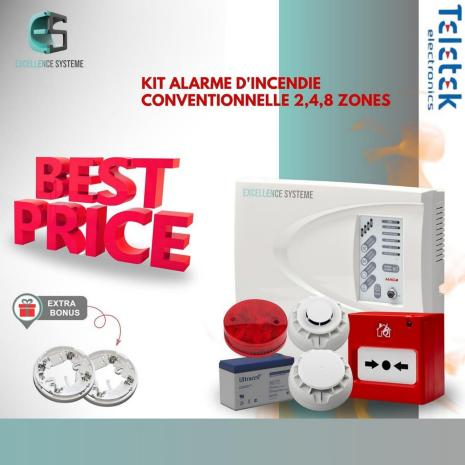 EXCELLENCE SYSTEME
Teletek
electronics
KIT ALARME D'INCENDIE
CONVENTIONNELLE 2,4,8 ZONES
BEST
PRICE
EXCELLENCE SYSTEME
EXTRA
BONUS
Ultracell